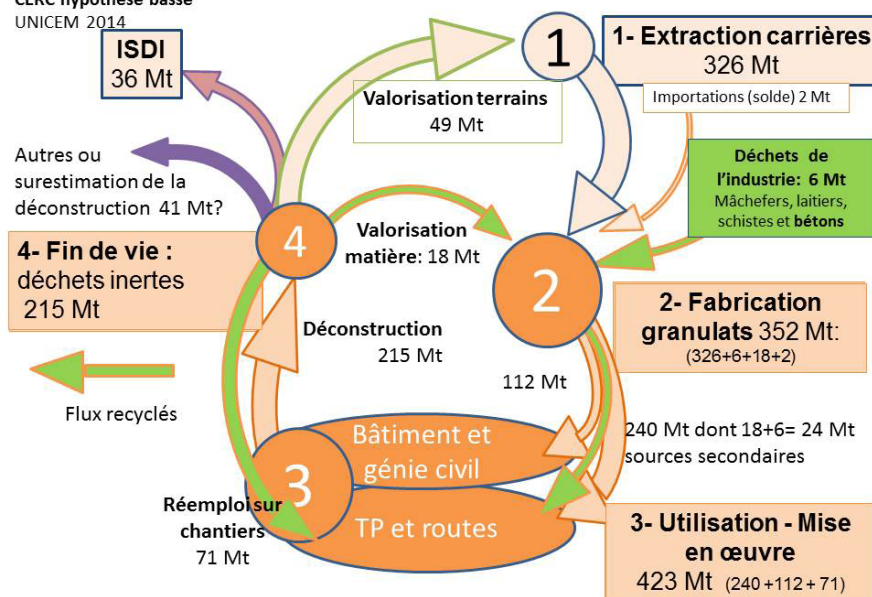 CERC hypothèse basse
UNICEM 2014
ISDI
36 Mt
1
1- Extraction carrières
326 Mt
Importations (solde) 2 Mt
Valorisation terrains
49 Mt
Déchets de
l'industrie: 6 Mt
Mâchefers, laitiers,
schistes et bétons
Autres ou
surestimation de la
déconstruction 41 Mt?
4
Valorisation
matière: 18 Mt
4- Fin de vie :
déchets inertes
215 Mt
2
2- Fabrication
granulats 352 Mt:
(326+6+18+2)
Déconstruction
215 Mt
112 Mt
Flux recyclés
Bâtiment et
génie civil
3
240 Mt dont 18+6= 24 Mt
sources secondaires
Réemploi sur
chantiers
71 Mt
TP et routes
3- Utilisation - Mise
en œuvre
423 Mt (240 +112 + 71)